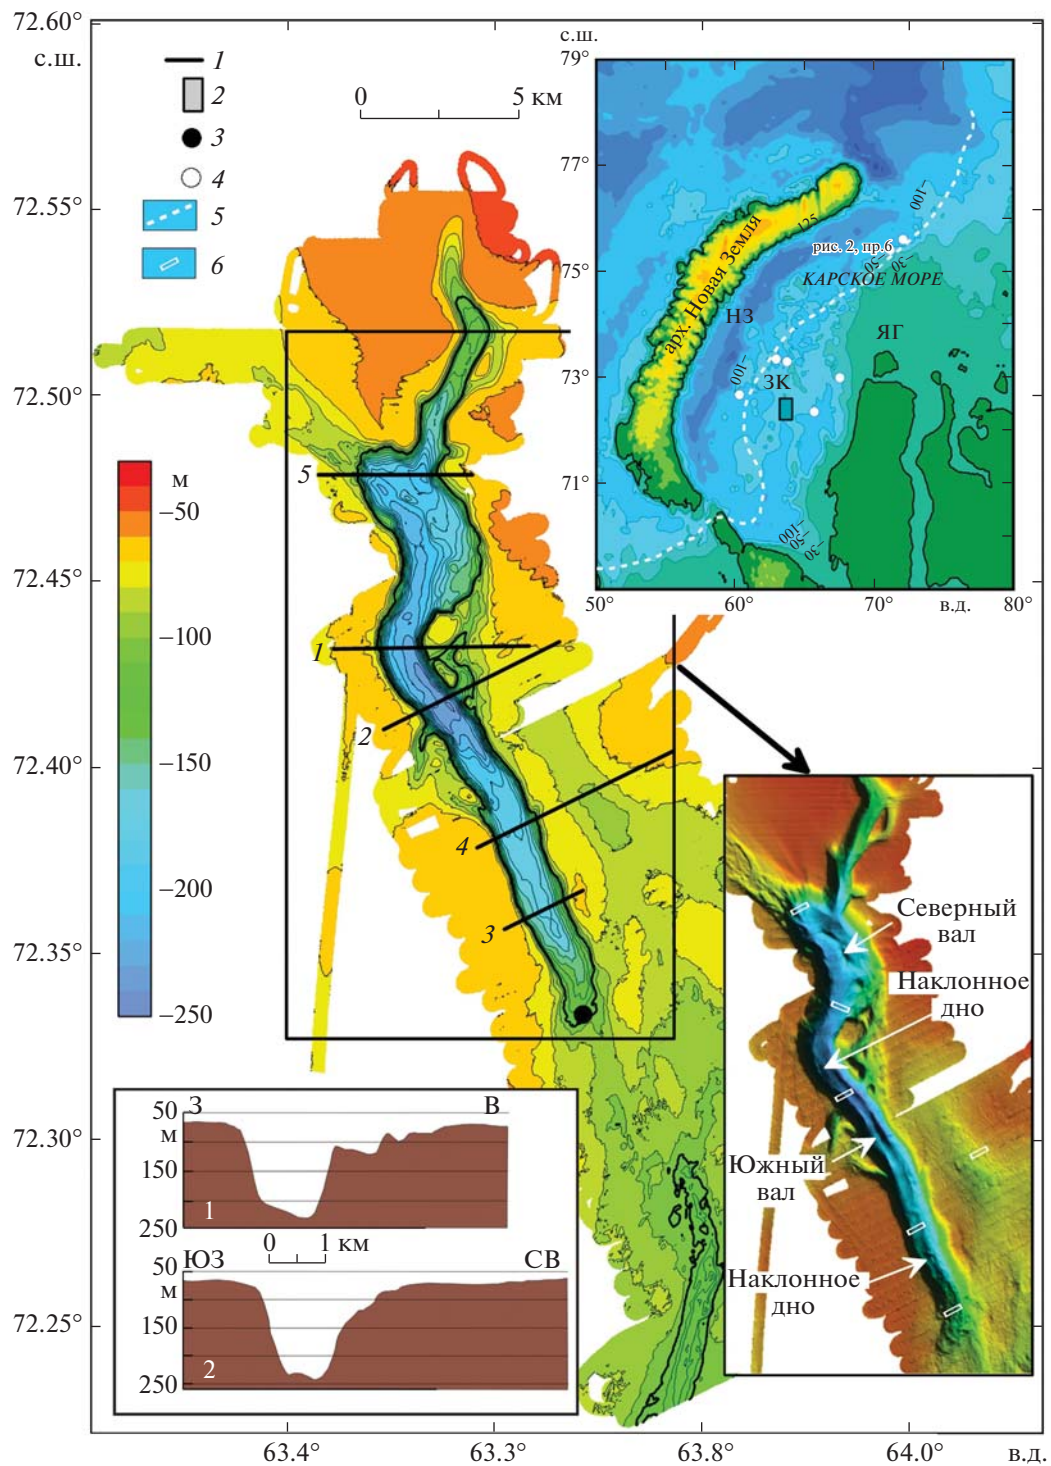 72.60°
с.ш.
72.55°
72.50°
72.45°
72.40°
72.35°
72.30°
72.25°
1
2
3
4
5
6
0 5 км
м
−50
−100
−150
−200
−250
5
1
2
4
3
с.ш.
79°
77°
75°
73°
71°
50° 60° 70° в.д. 80°
арх. Новая Земля
125
−100
рис. 2, пр.6
−50
−30
КАРСКОЕ МОРЕ
НЗ
ЯГ
−100
ЗК
−100
−50
−30
Северный
вал
Наклонное
дно
Южный
вал
Наклонное
дно
З В
50
м
150
250
1
0 1 км
ЮЗ СВ
50
м
150
250
2
63.4° 63.3° 63.8° 64.0° в.д.